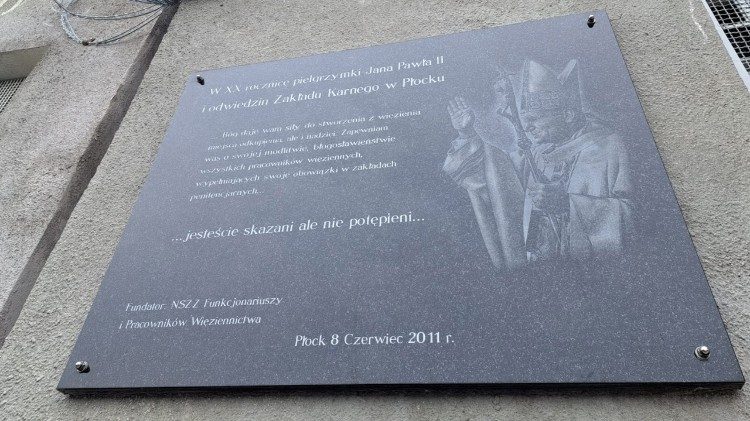 W XX rocznicę pielgrzymki Jana Pawła II
i odwiedzin Zakładu Karnego w Płocku
Bóg daje wam siły do stworzenia z więzienia
miejsca odkupienia, ale i nadziei. Zapewniam
was o swojej modlitwie, błogosławieństwie
wszystkich pracowników więziennych,
wypełniających swoje obowiązki w zakładach
penitencjarnych...
...jesteście skazani ale nie potępieni...
Fundator: NSZZ Funkcjonariuszy
i Pracowników Więziennictwa
Płock 8 Czerwiec 2011 r.